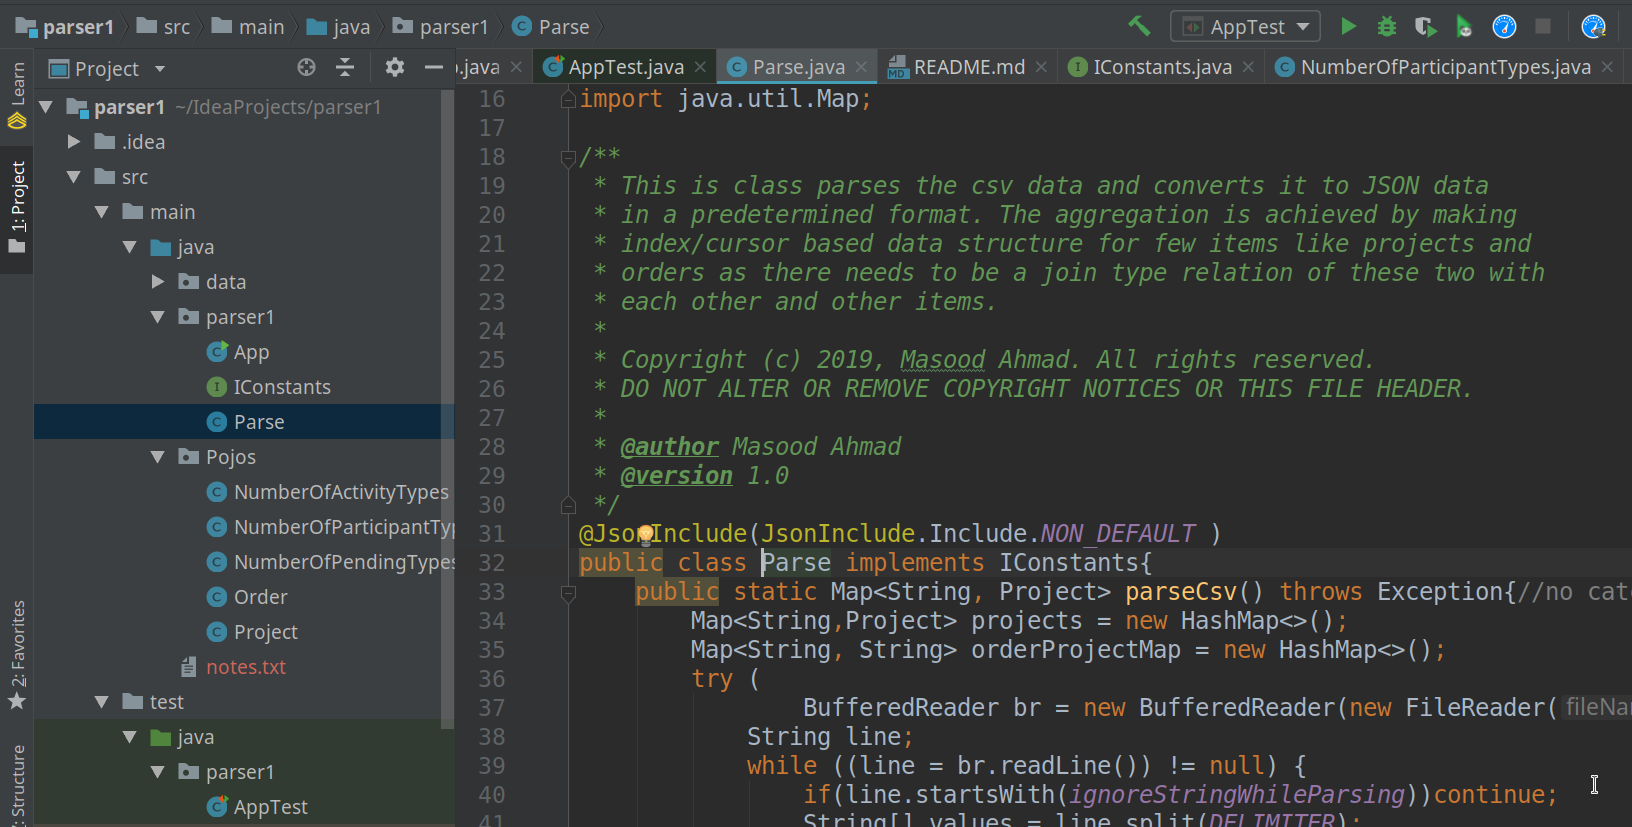 parser1 src main java parser1 Parse AppTest
Learn
1: Project
2: Favorites
Structure
Project
parser1 ~/IdeaProjects/parser1
.idea
src
main
java
data
parser1
App
IConstants
Parse
Pojos
NumberOfActivityTypes
NumberOfParticipantTyp
NumberOfPendingTypes
Order
Project
notes.txt
test
java
parser1
AppTest
.java AppTest.java Parse.java README.md IConstants.java NumberOfParticipantTypes.java
16 import java.util.Map;
17
18 /**
19 * This is class parses the csv data and converts it to JSON data
20 * in a predetermined format. The aggregation is achieved by making
21 * index/cursor based data structure for few items like projects and
22 * orders as there needs to be a join type relation of these two with
23 * each other and other items.
24 *
25 * Copyright (c) 2019, Masood Ahmad. All rights reserved.
26 * DO NOT ALTER OR REMOVE COPYRIGHT NOTICES OR THIS FILE HEADER.
27 *
28 * @author Masood Ahmad
29 * @version 1.0
30 */
31 @JsonInclude(JsonInclude.Include.NON_DEFAULT )
32 public class Parse implements IConstants{
33 public static Map<String, Project> parseCsv() throws Exception{//no cat
34 Map<String,Project> projects = new HashMap<>();
35 Map<String, String> orderProjectMap = new HashMap<>();
36 try (
37 BufferedReader br = new BufferedReader(new FileReader( fileNa
38 String line;
39 while ((line = br.readLine()) != null) {
40 if(line.startsWith(ignoreStringWhileParsing))continue;
41 String[] values = line.split(DELIMITER);